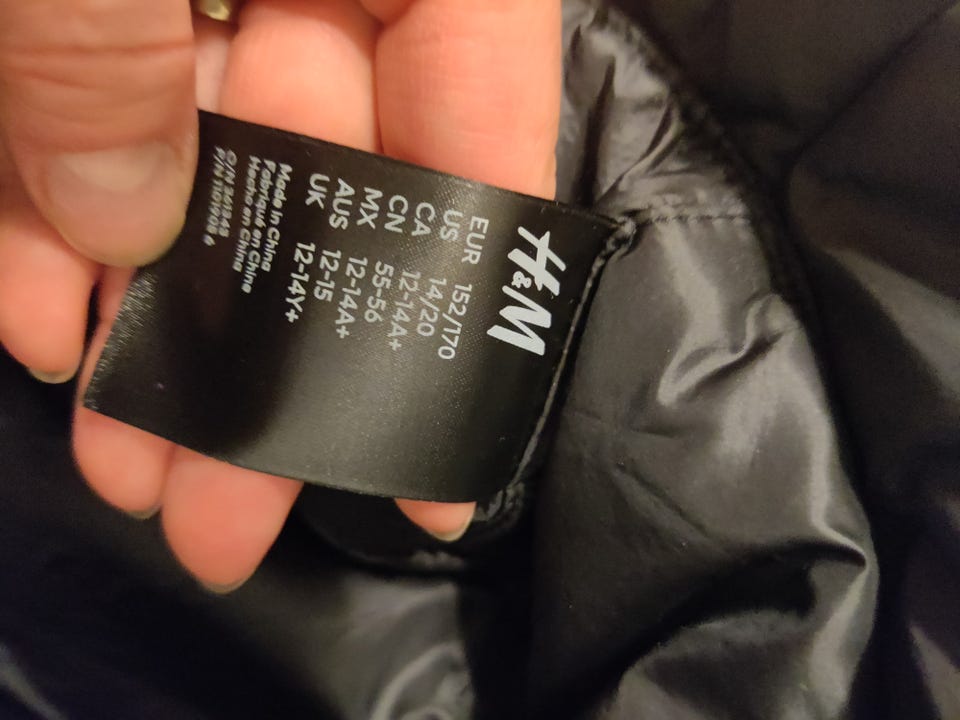 H&M
EUR 152/170
US 14/20
CA 12-14A+
CN 55-56
MX 12-14A+
AUS 12-15
UK 12-14Y+
Made in China
Fabriqué en Chine
Hecho en China
O/N
P/N